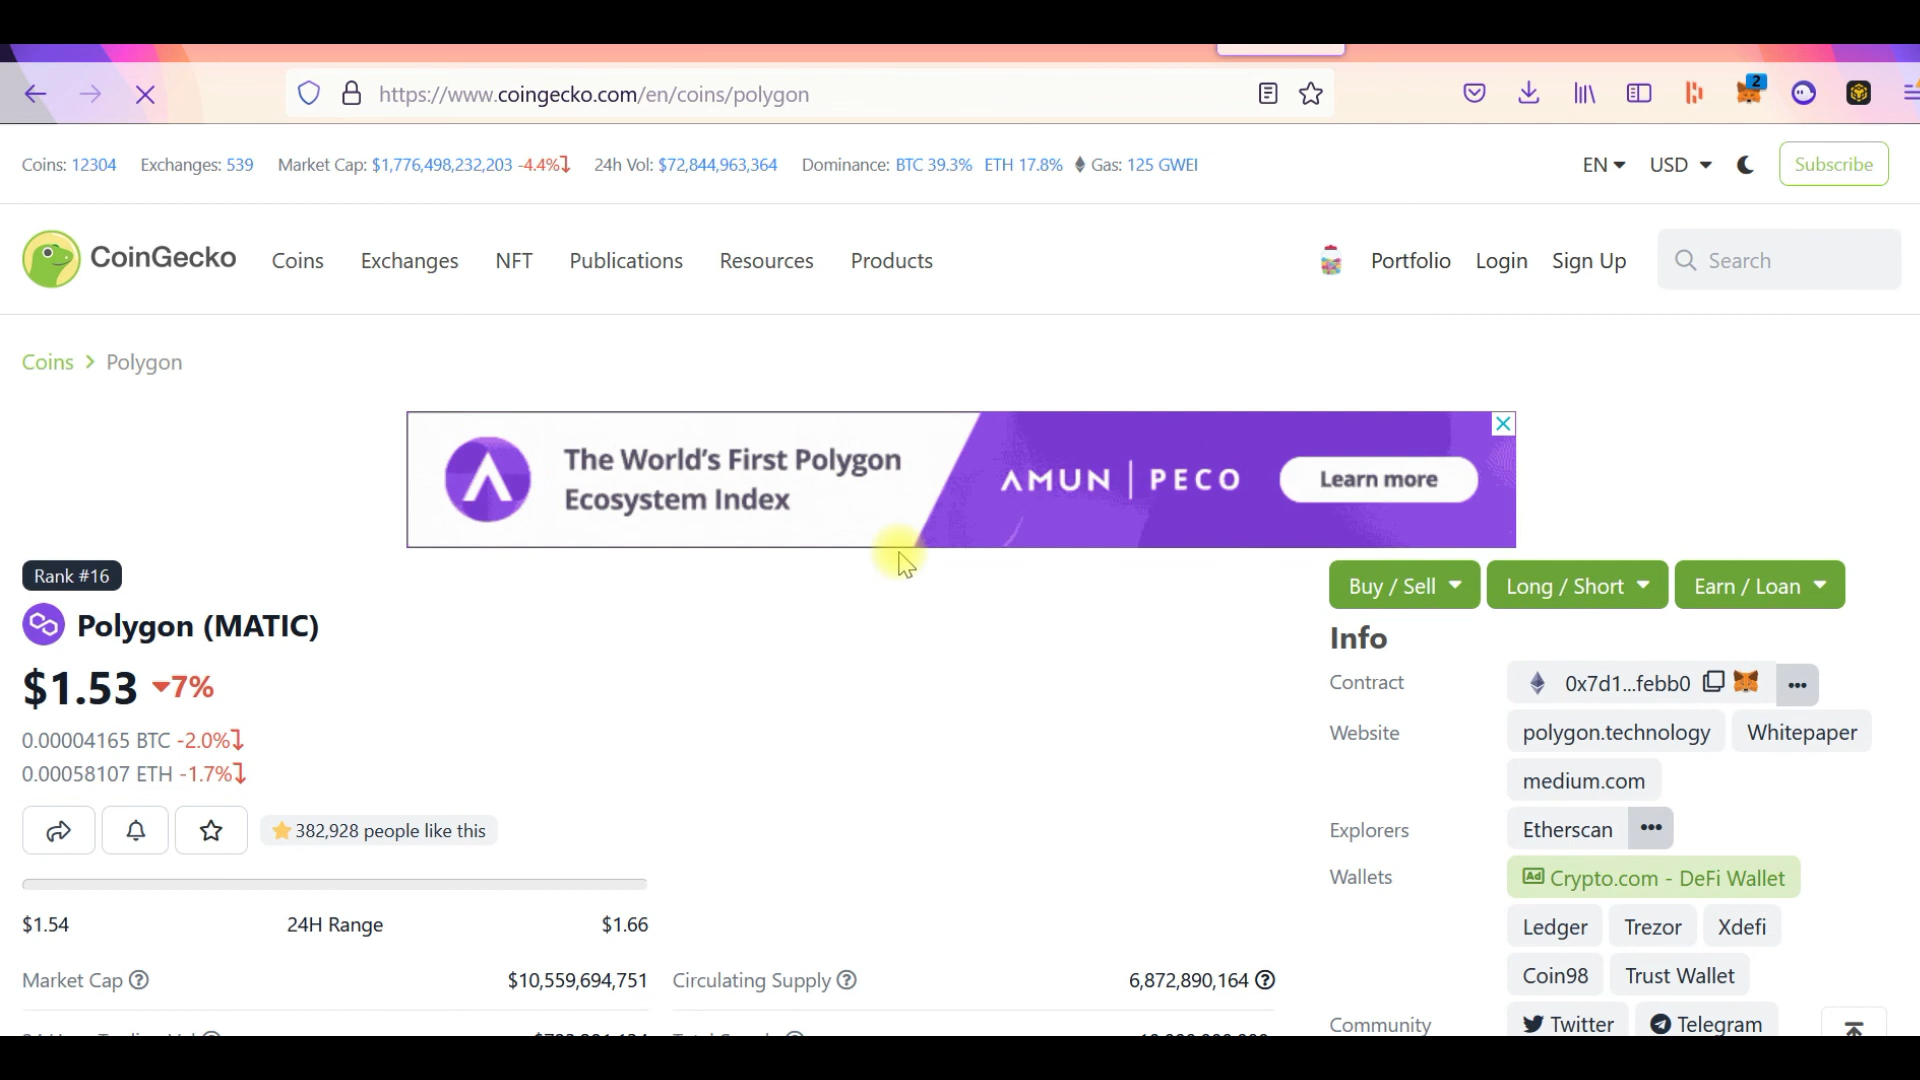 2
https://www.coingecko.com/en/coins/polygon
Coins: 12304 Exchanges: 539 Market Cap: $1,776,498,232,203 -4.4% 24h Vol: $72,844,963,364 Dominance: BTC 39.3% ETH 17.8% Gas: 125 GWEI EN USD Subscribe
CoinGecko Coins Exchanges NFT Publications Resources Products Portfolio Login Sign Up Search
Coins > Polygon
The World's First Polygon
Ecosystem Index
AMUN | PECO Learn more
Rank #16
Polygon (MATIC)
$1.53 7%
0.00004165 BTC -2.0%
0.00058107 ETH -1.7%
382,928 people like this
$1.54 24H Range $1.66
Market Cap $10,559,694,751 Circulating Supply 6,872,890,164
Buy / Sell Long / Short Earn / Loan
Info
Contract 0x7d1...febb0
Website polygon.technology Whitepaper
medium.com
Explorers Etherscan
Wallets Ad Crypto.com - DeFi Wallet
Ledger Trezor Xdefi
Coin98 Trust Wallet
Community Twitter Telegram